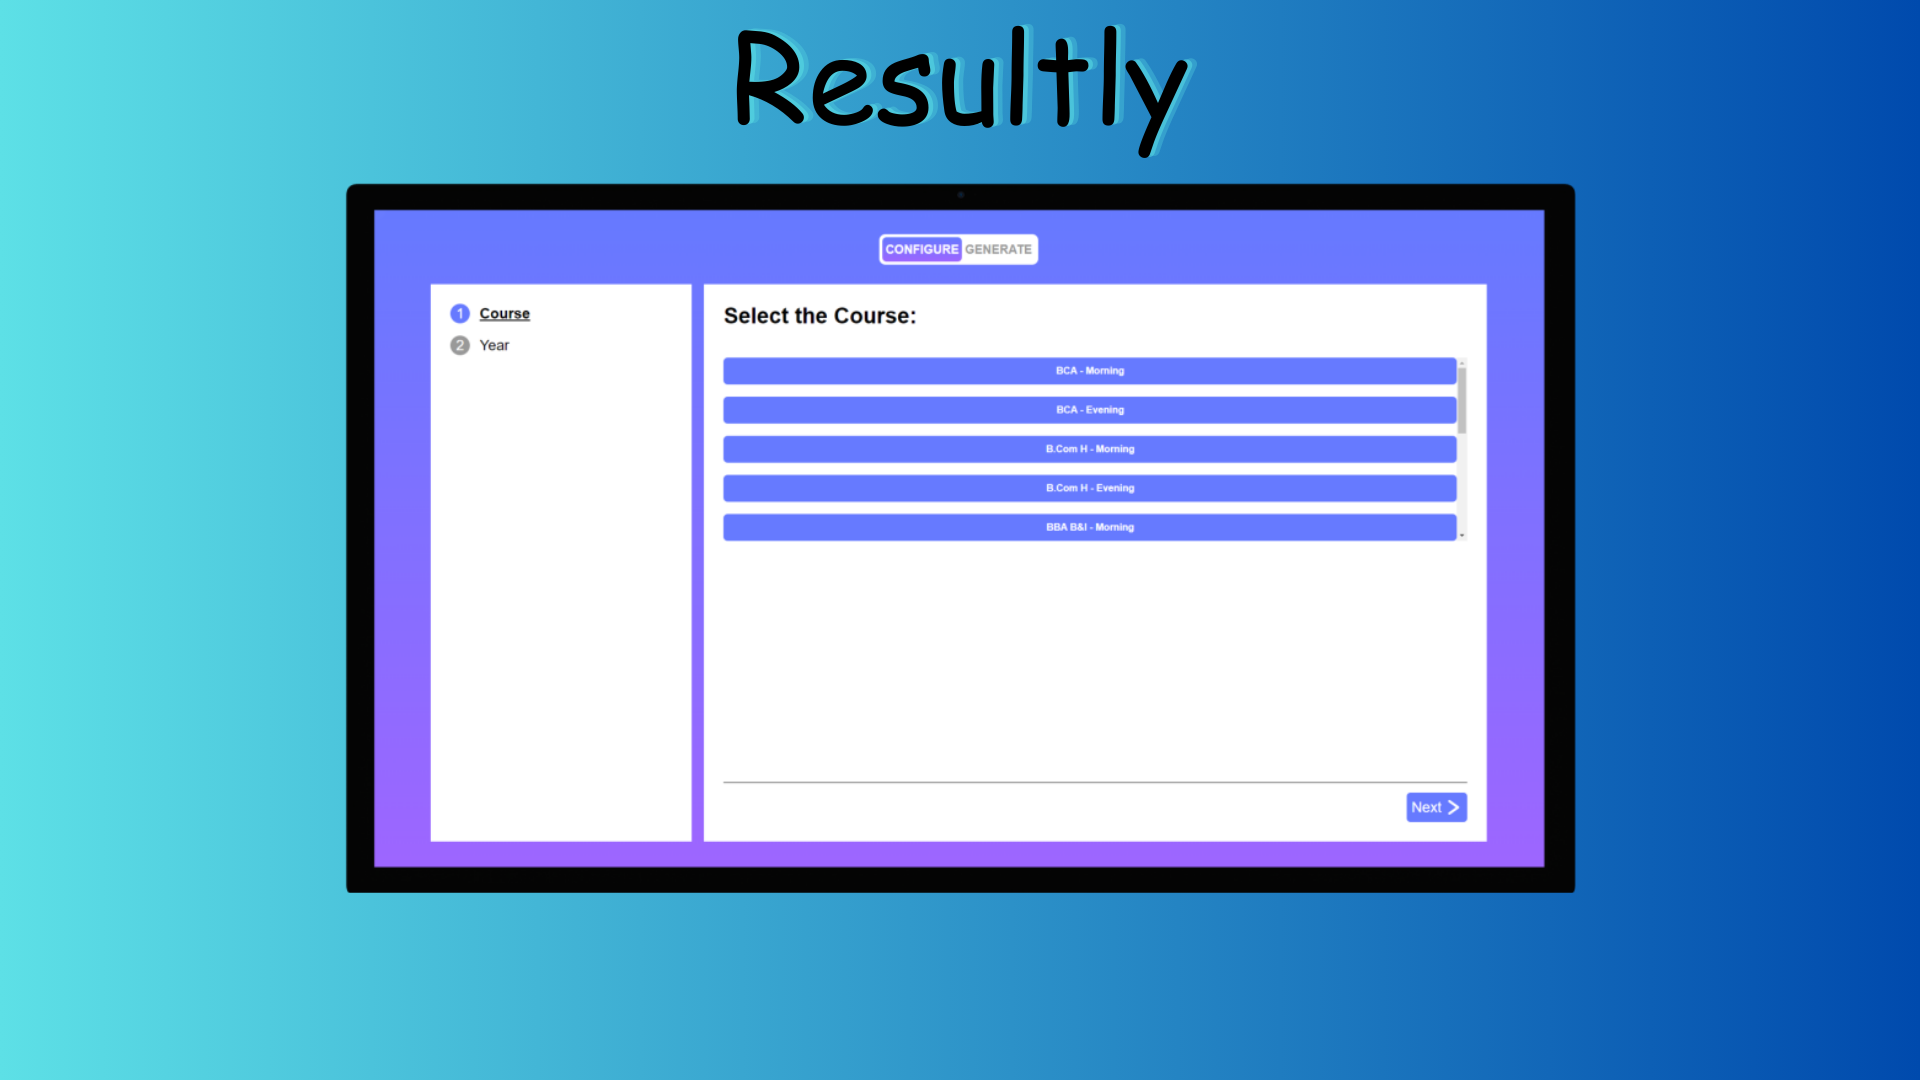 Resultly
CONFIGURE GENERATE
1 Course
2 Year
Select the Course:
BCA - Morning
BCA - Evening
B.Com H - Morning
B.Com H - Evening
BBA B&I - Morning
Next